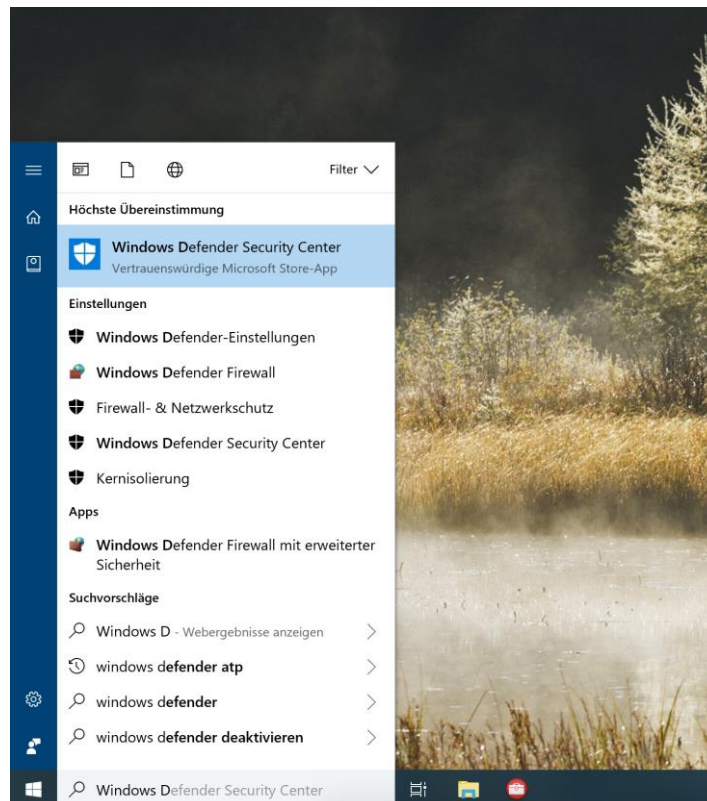 Filter
Höchste Übereinstimmung
Windows Defender Security Center
Vertrauenswürdige Microsoft Store-App
Einstellungen
Windows Defender-Einstellungen
Windows Defender Firewall
Firewall- & Netzwerkschutz
Windows Defender Security Center
Kernisolierung
Apps
Windows Defender Firewall mit erweiterter
Sicherheit
Suchvorschläge
Windows D - Webergebnisse anzeigen
windows defender atp
windows defender
windows defender deaktivieren
Windows Defender Security Center